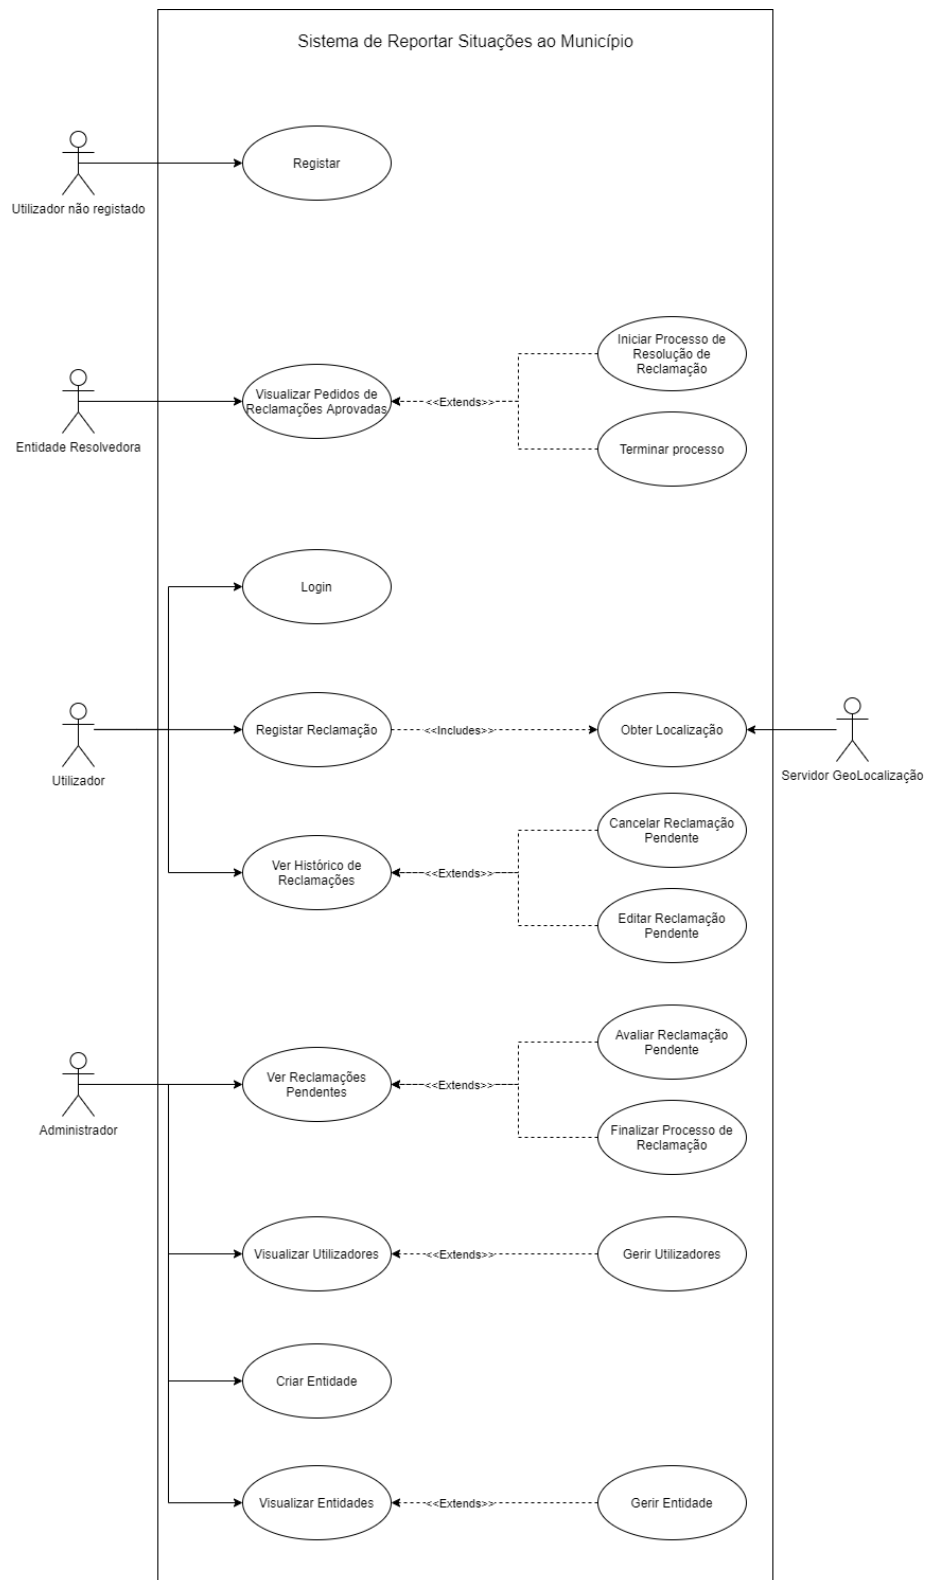 Sistema de Reportar Situações ao Município
Registar
Utilizador não registado
Iniciar Processo de
Resolução de
Reclamação
Visualizar Pedidos de
Reclamações Aprovadas
<<Extends>>
Entidade Resolvedora
Terminar processo
Login
Registar Reclamação
<<Includes>>
Obter Localização
Utilizador
Servidor GeoLocalização
Cancelar Reclamação
Pendente
Ver Histórico de
Reclamações
<<Extends>>
Editar Reclamação
Pendente
Avaliar Reclamação
Pendente
Ver Reclamações
Pendentes
<<Extends>>
Administrador
Finalizar Processo de
Reclamação
Visualizar Utilizadores
<<Extends>>
Gerir Utilizadores
Criar Entidade
Visualizar Entidades
<<Extends>>
Gerir Entidade